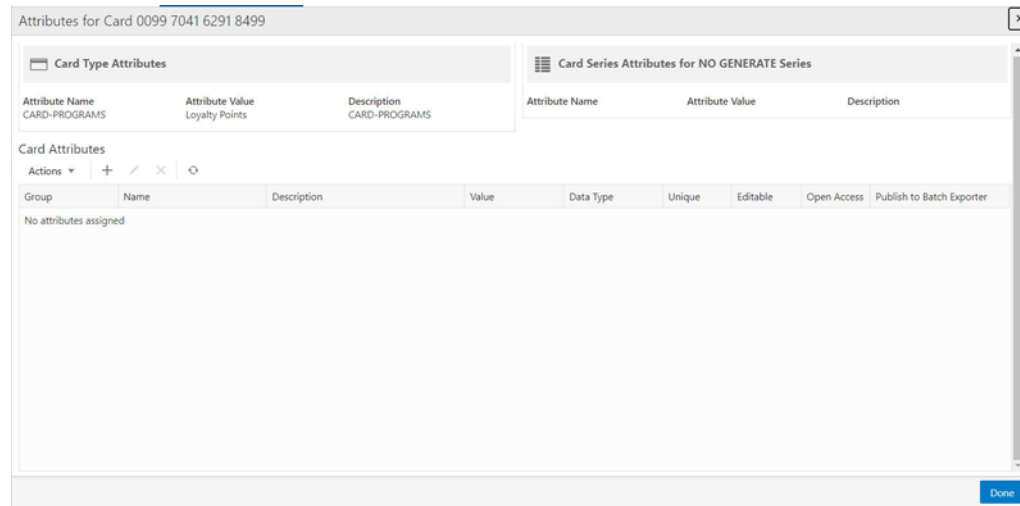 Attributes for Card 0099 7041 6291 8499
Card Type Attributes
Attribute Name Attribute Value Description
CARD-PROGRAMS Loyalty Points CARD-PROGRAMS
Card Series Attributes for NO GENERATE Series
Attribute Name Attribute Value Description
Card Attributes
Actions
Group Name Description Value Data Type Unique Editable Open Access Publish to Batch Exporter
No attributes assigned
Done